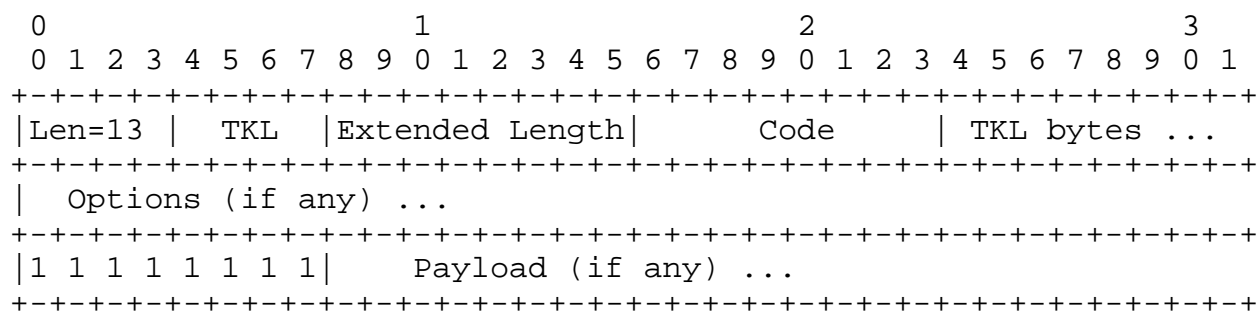 0                   1                   2                   3
 0 1 2 3 4 5 6 7 8 9 0 1 2 3 4 5 6 7 8 9 0 1 2 3 4 5 6 7 8 9 0 1
+-+-+-+-+-+-+-+-+-+-+-+-+-+-+-+-+-+-+-+-+-+-+-+-+-+-+-+-+-+-+-+-+
|Len=13 |  TKL  |Extended Length|      Code     | TKL bytes ...
+-+-+-+-+-+-+-+-+-+-+-+-+-+-+-+-+-+-+-+-+-+-+-+-+-+-+-+-+-+-+-+-+
|  Options (if any) ...
+-+-+-+-+-+-+-+-+-+-+-+-+-+-+-+-+-+-+-+-+-+-+-+-+-+-+-+-+-+-+-+-+
|1 1 1 1 1 1 1 1|    Payload (if any) ...
+-+-+-+-+-+-+-+-+-+-+-+-+-+-+-+-+-+-+-+-+-+-+-+-+-+-+-+-+-+-+-+-+